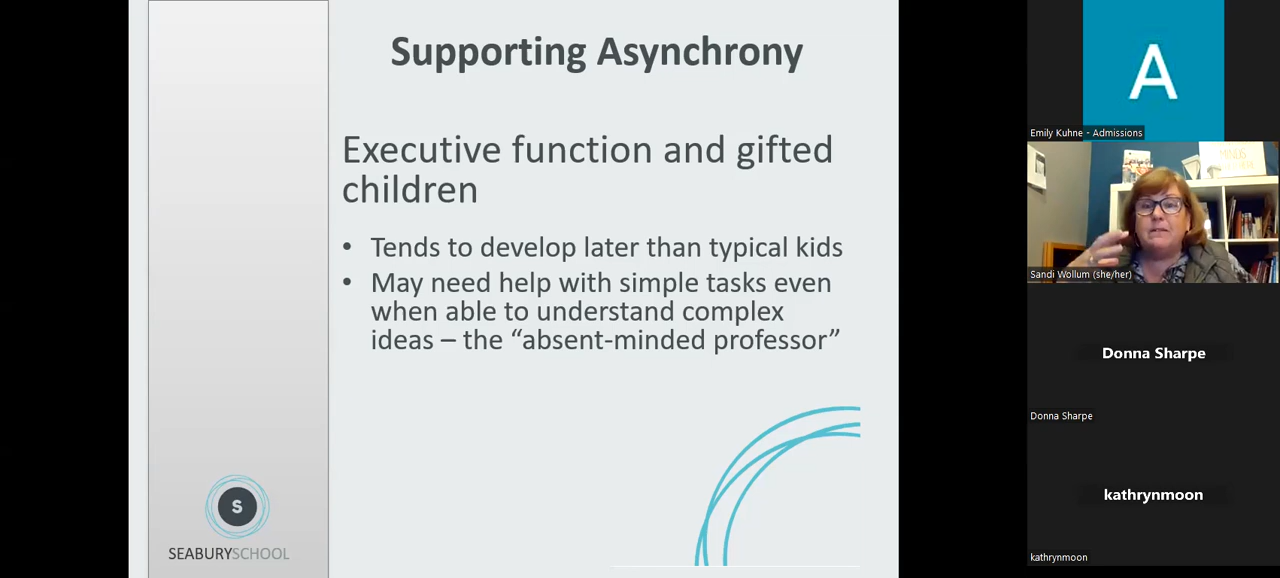 Supporting Asynchrony
Executive function and gifted
children
• Tends to develop later than typical kids
• May need help with simple tasks even
when able to understand complex
ideas – the “absent-minded professor”
S
SEABURYSCHOOL
A
Emily Kuhne - Admissions
Sandi Wollum (she/her)
Donna Sharpe
Donna Sharpe
kathrynmoon
kathrynmoon